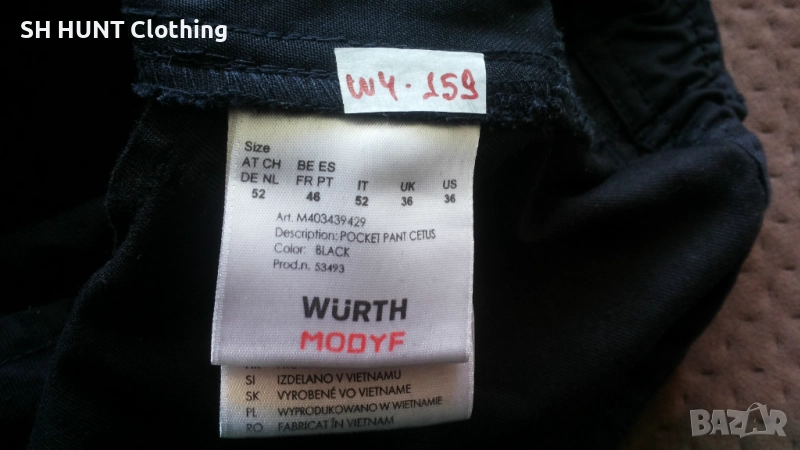 SH HUNT Clothing
W4.159
Size
AT CH BE ES
DE NL FR PT IT UK US
52 46 52 36 36
Art. M403439429
Description: POCKET PANT CETUS
Color: BLACK
Prod.n. 53493
WÜRTH
MODYF
SI IZDELANO V VIETNAMU
SK VYROBENÉ VO VIETNAME
PL WYPRODUKOWANO W WIETNAMIE
RO FABRICAT ÎN VIETNAM
BAZAR